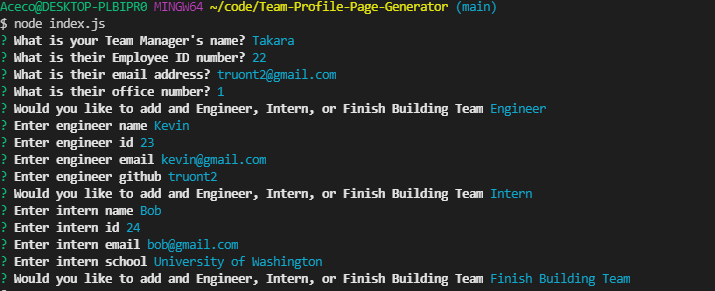 Aceco@DESKTOP-PLBIPR0 MINGW64 ~/code/Team-Profile-Page-Generator (main)
$ node index.js
? What is your Team Manager's name? Takara
? What is their Employee ID number? 22
? What is their email address? truont2@gmail.com
? What is their office number? 1
? Would you like to add and Engineer, Intern, or Finish Building Team Engineer
? Enter engineer name Kevin
? Enter engineer id 23
? Enter engineer email kevin@gmail.com
? Enter engineer github truont2
? Would you like to add and Engineer, Intern, or Finish Building Team Intern
? Enter intern name Bob
? Enter intern id 24
? Enter intern email bob@gmail.com
? Enter intern school University of Washington
? Would you like to add and Engineer, Intern, or Finish Building Team Finish Building Team